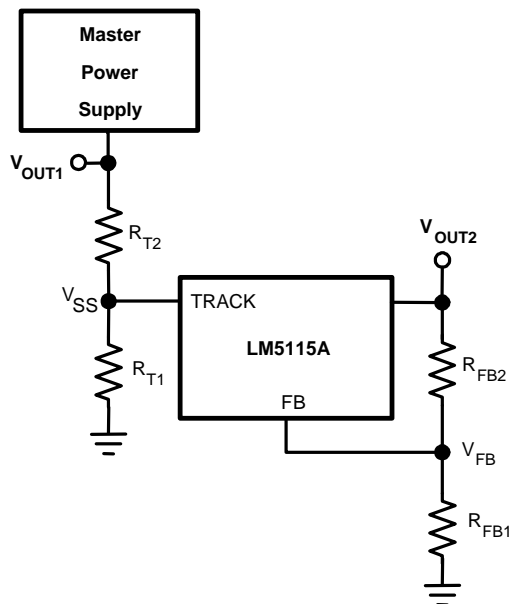 Master
Power
Supply
VOUT1
RT2
VOUT2
VSS
TRACK
LM5115A
RT1
RFB2
FB
VFB
RFB1